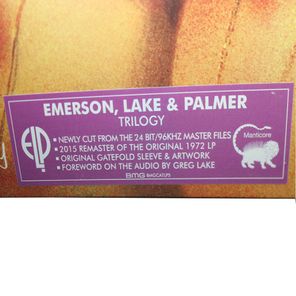 EMERSON, LAKE & PALMER
TRILOGY
ELP
Manticore
• NEWLY CUT FROM THE 24 BIT/96KHZ MASTER FILES
• 2015 REMASTER OF THE ORIGINAL 1972 LP
• ORIGINAL GATEFOLD SLEEVE & ARTWORK
• FOREWORD ON THE AUDIO BY GREG LAKE
BMG BMGCATLP5